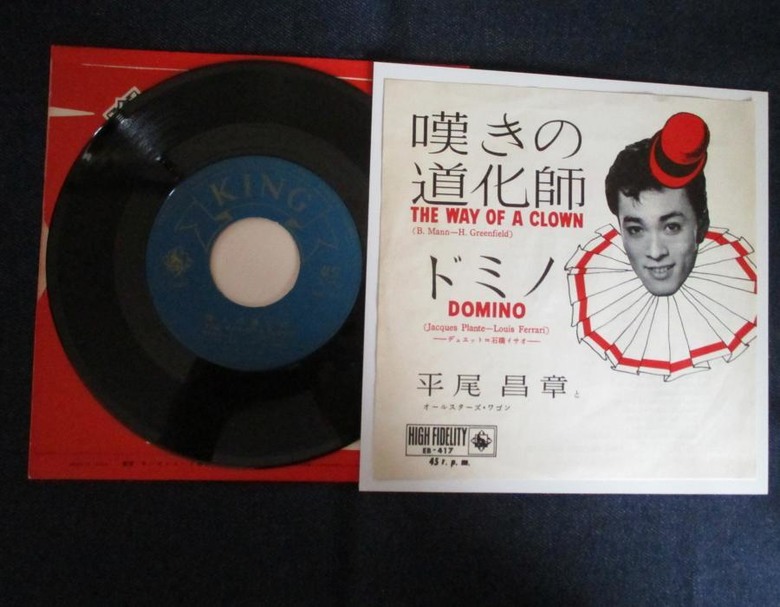 KING
45
嘆きの
道化師
THE WAY OF A CLOWN
(B. Mann—H. Greenfield)
ドミノ
DOMINO
(Jacques Plante—Louis Ferrari)
——デュエット＝石橋イサオ——
平尾昌章と
オールスターズ・ワゴン
HIGH FIDELITY
EB-417
45 r. p. m.